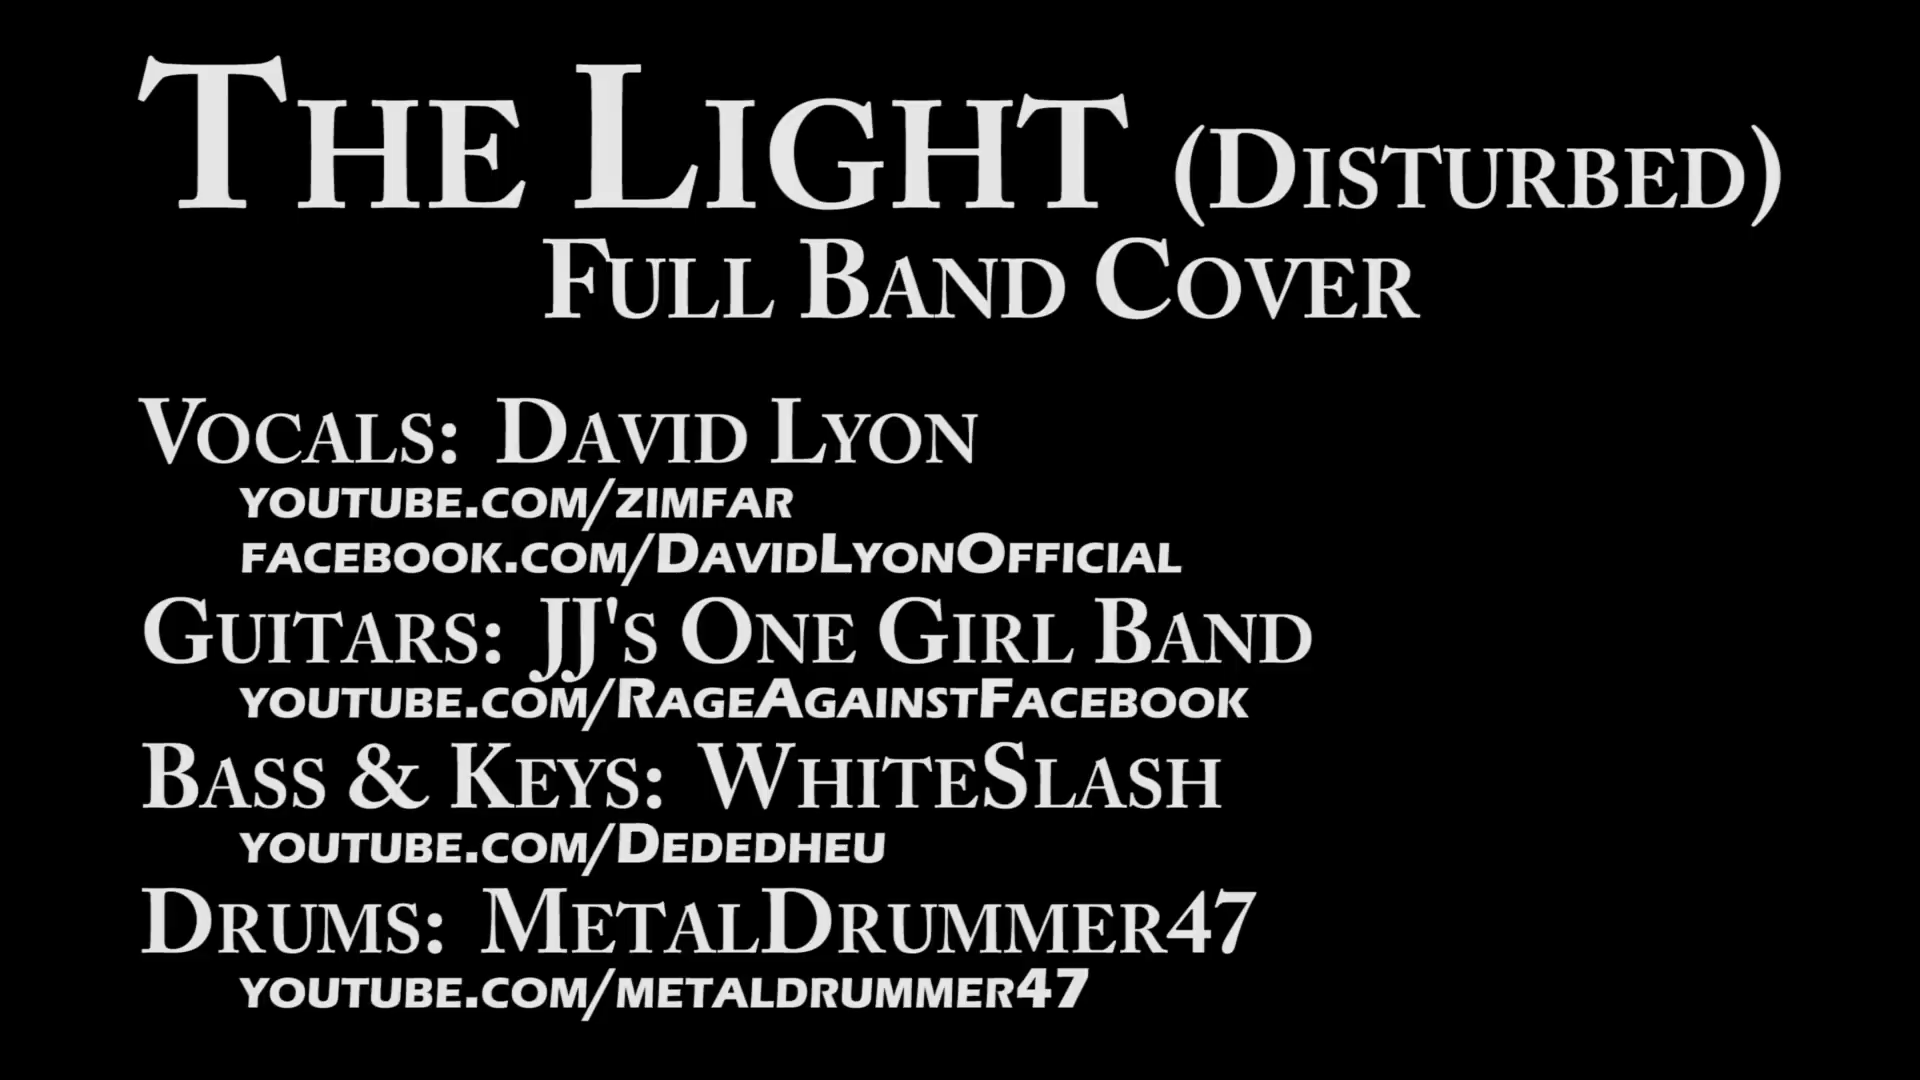 The Light (Disturbed)
Full Band Cover
Vocals: David Lyon
youtube.com/zimfar
facebook.com/DavidLyonOfficial
Guitars: JJ's One Girl Band
youtube.com/RageAgainstFacebook
Bass & Keys: WhiteSlash
youtube.com/Dededheu
Drums: MetalDrummer47
youtube.com/metaldrummer47